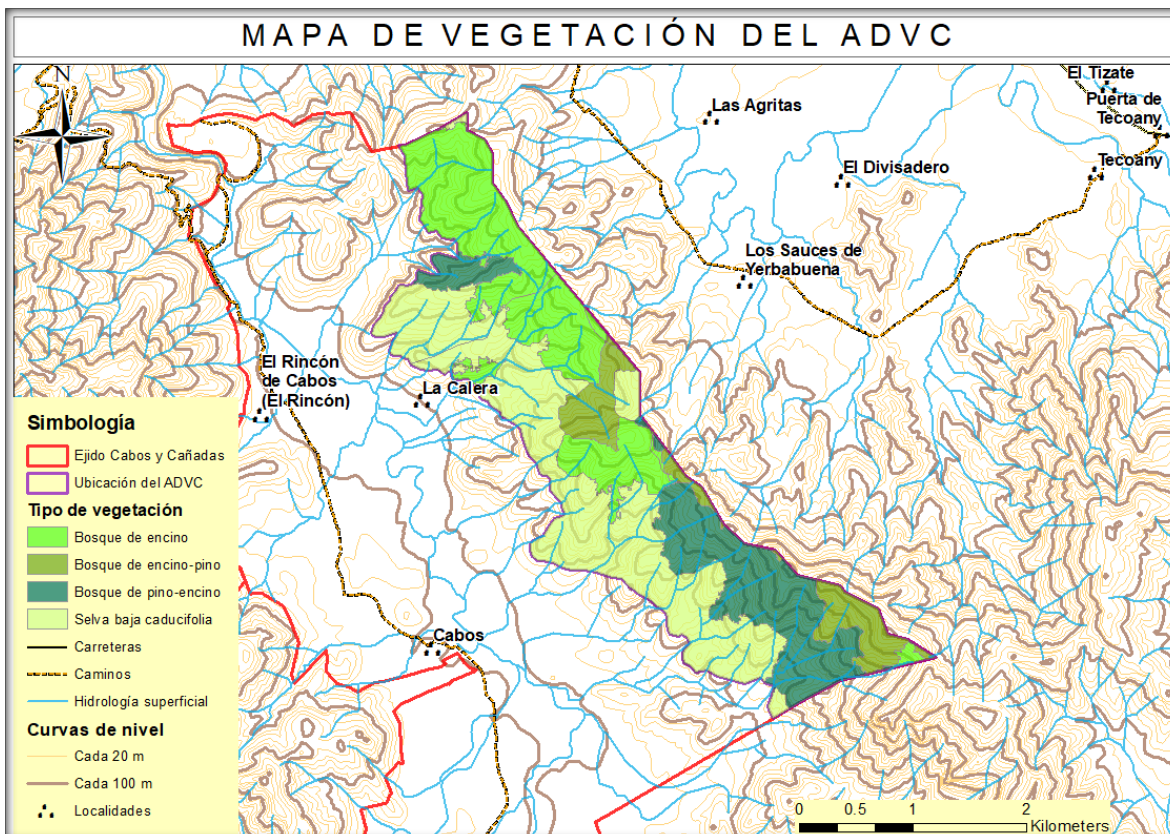 MAPA DE VEGETACIÓN DEL ADVC
N
El Tizate
Puerta de
Tecoany
Las Agritas
Tecoany
El Divisadero
Los Sauces de
Yerbabuena
El Rincón
de Cabos
(El Rincón)
La Calera
Cabos
Simbología
Ejido Cabos y Cañadas
Ubicación del ADVC
Tipo de vegetación
Bosque de encino
Bosque de encino-pino
Bosque de pino-encino
Selva baja caducifolia
Carreteras
Caminos
Hidrología superficial
Curvas de nivel
Cada 20 m
Cada 100 m
Localidades
0 0.5 1 2
Kilometers